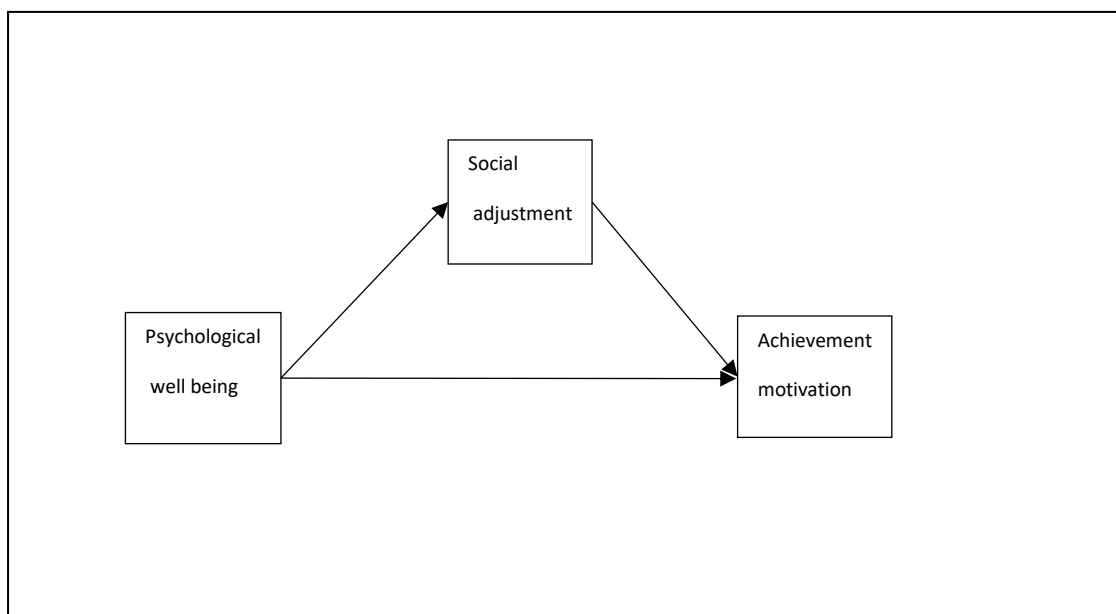 Social
adjustment
Psychological
well being
Achievement
motivation